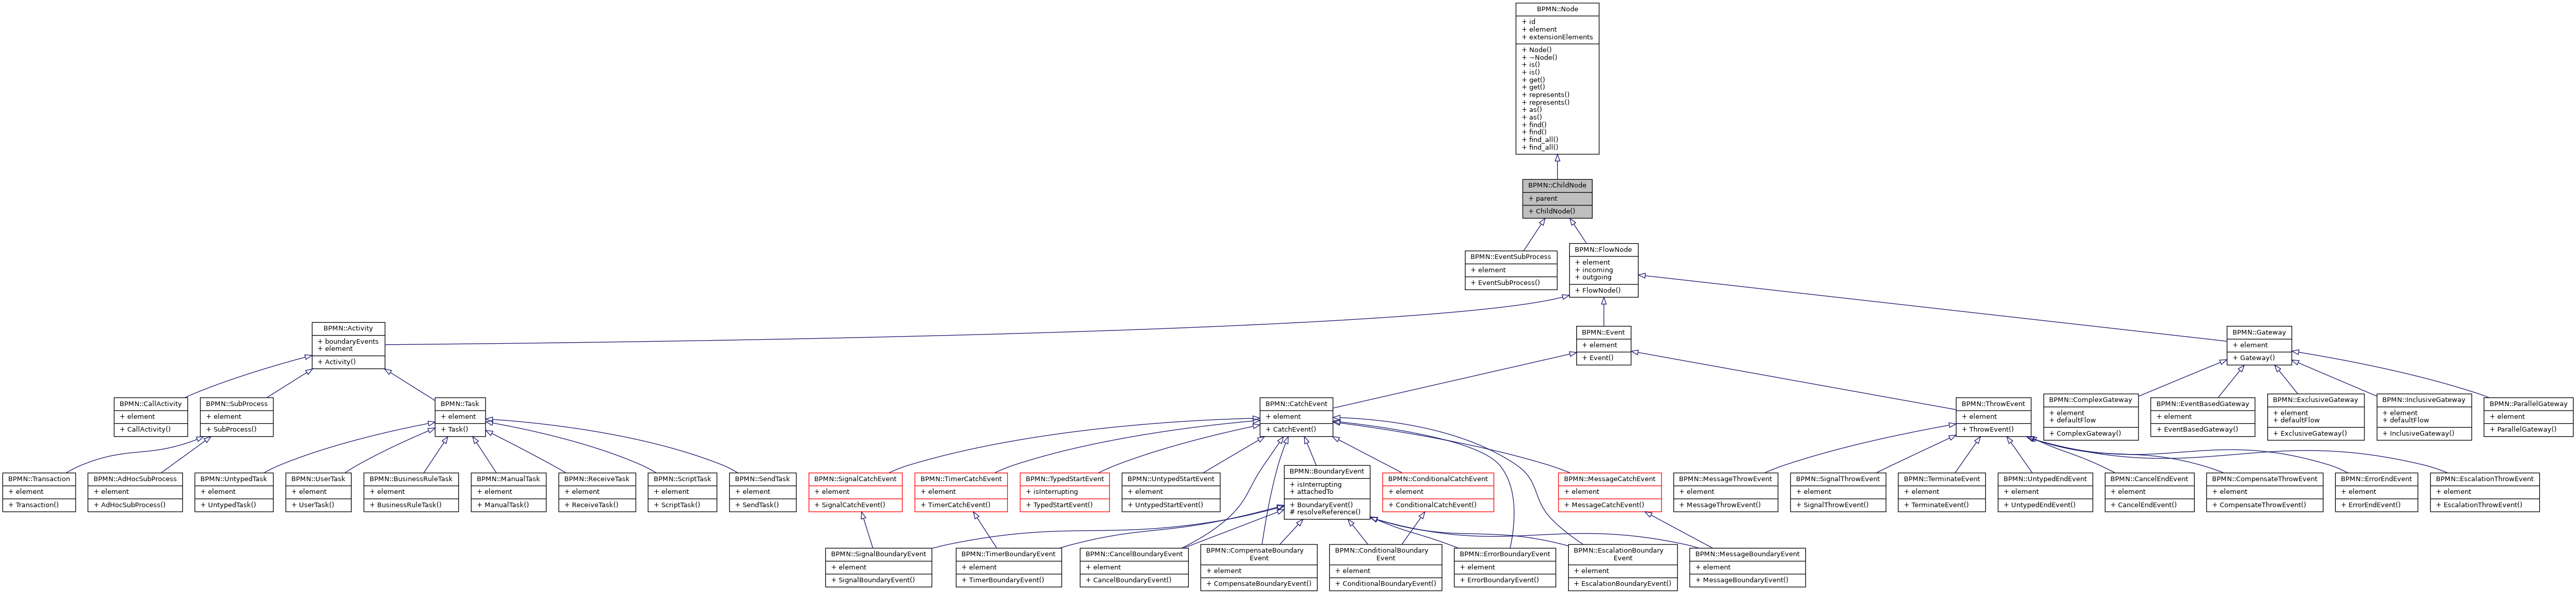 BPMN::Node
+ id
+ element
+ extensionElements
+ Node()
+ ~Node()
+ is()
+ is()
+ get()
+ get()
+ represents()
+ represents()
+ as()
+ as()
+ find()
+ find()
+ find_all()
+ find_all()
BPMN::ChildNode
+ parent
+ ChildNode()
BPMN::EventSubProcess
+ element
+ EventSubProcess()
BPMN::FlowNode
+ element
+ incoming
+ outgoing
+ FlowNode()
BPMN::Activity
+ boundaryEvents
+ element
+ Activity()
BPMN::Event
+ element
+ Event()
BPMN::Gateway
+ element
+ Gateway()
BPMN::CallActivity
+ element
+ CallActivity()
BPMN::SubProcess
+ element
+ SubProcess()
BPMN::Task
+ element
+ Task()
BPMN::CatchEvent
+ element
+ CatchEvent()
BPMN::ThrowEvent
+ element
+ ThrowEvent()
BPMN::ComplexGateway
+ element
+ defaultFlow
+ ComplexGateway()
BPMN::EventBasedGateway
+ element
+ EventBasedGateway()
BPMN::ExclusiveGateway
+ element
+ defaultFlow
+ ExclusiveGateway()
BPMN::InclusiveGateway
+ element
+ defaultFlow
+ InclusiveGateway()
BPMN::ParallelGateway
+ element
+ ParallelGateway()
BPMN::Transaction
+ element
+ Transaction()
BPMN::AdHocSubProcess
+ element
+ AdHocSubProcess()
BPMN::UntypedTask
+ element
+ UntypedTask()
BPMN::UserTask
+ element
+ UserTask()
BPMN::BusinessRuleTask
+ element
+ BusinessRuleTask()
BPMN::ManualTask
+ element
+ ManualTask()
BPMN::ReceiveTask
+ element
+ ReceiveTask()
BPMN::ScriptTask
+ element
+ ScriptTask()
BPMN::SendTask
+ element
+ SendTask()
BPMN::SignalCatchEvent
+ element
+ SignalCatchEvent()
BPMN::TimerCatchEvent
+ element
+ TimerCatchEvent()
BPMN::TypedStartEvent
+ isInterrupting
+ TypedStartEvent()
BPMN::UntypedStartEvent
+ element
+ UntypedStartEvent()
BPMN::BoundaryEvent
+ isInterrupting
+ attachedTo
+ BoundaryEvent()
# resolveReference()
BPMN::ConditionalCatchEvent
+ element
+ ConditionalCatchEvent()
BPMN::MessageCatchEvent
+ element
+ MessageCatchEvent()
BPMN::MessageThrowEvent
+ element
+ MessageThrowEvent()
BPMN::SignalThrowEvent
+ element
+ SignalThrowEvent()
BPMN::TerminateEvent
+ element
+ TerminateEvent()
BPMN::UntypedEndEvent
+ element
+ UntypedEndEvent()
BPMN::CancelEndEvent
+ element
+ CancelEndEvent()
BPMN::CompensateThrowEvent
+ element
+ CompensateThrowEvent()
BPMN::ErrorEndEvent
+ element
+ ErrorEndEvent()
BPMN::EscalationThrowEvent
+ element
+ EscalationThrowEvent()
BPMN::SignalBoundaryEvent
+ element
+ SignalBoundaryEvent()
BPMN::TimerBoundaryEvent
+ element
+ TimerBoundaryEvent()
BPMN::CancelBoundaryEvent
+ element
+ CancelBoundaryEvent()
BPMN::CompensateBoundary
Event
+ element
+ CompensateBoundaryEvent()
BPMN::ConditionalBoundary
Event
+ element
+ ConditionalBoundaryEvent()
BPMN::ErrorBoundaryEvent
+ element
+ ErrorBoundaryEvent()
BPMN::EscalationBoundary
Event
+ element
+ EscalationBoundaryEvent()
BPMN::MessageBoundaryEvent
+ element
+ MessageBoundaryEvent()